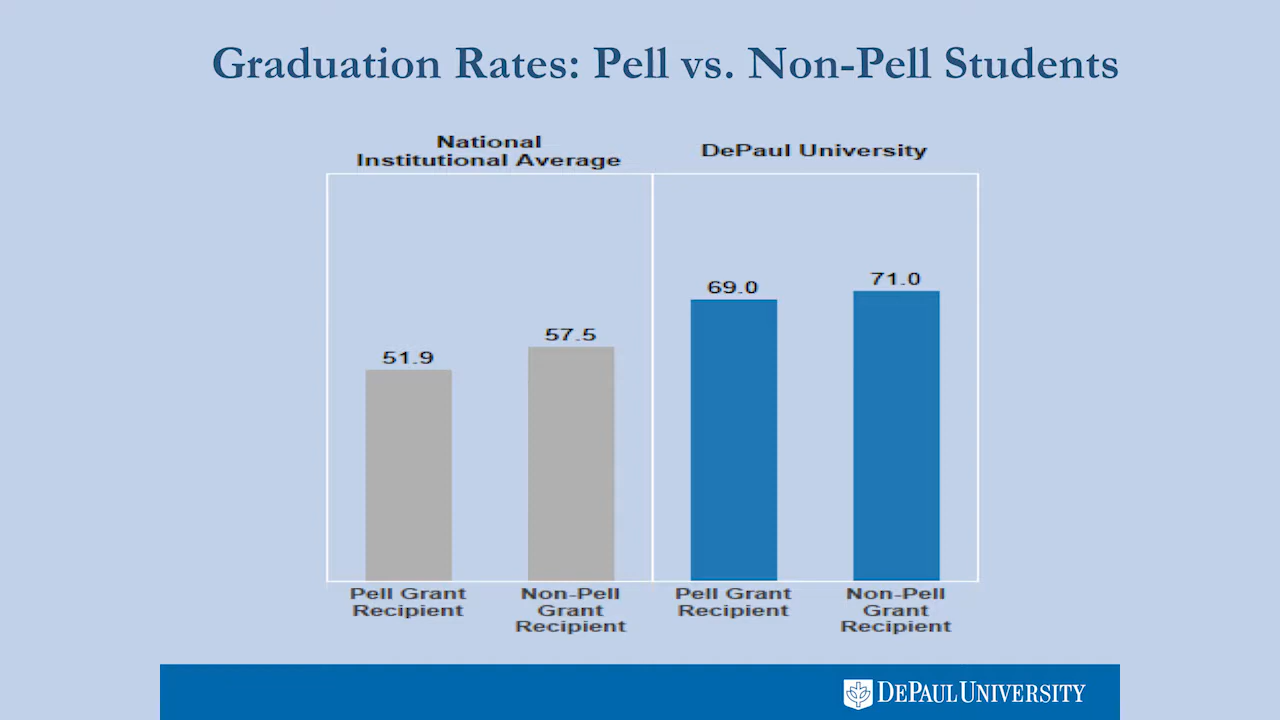 Graduation Rates: Pell vs. Non-Pell Students
National
Institutional Average
DePaul University
51.9
57.5
69.0
71.0
Pell Grant
Recipient
Non-Pell
Grant
Recipient
Pell Grant
Recipient
Non-Pell
Grant
Recipient
DEPAUL UNIVERSITY